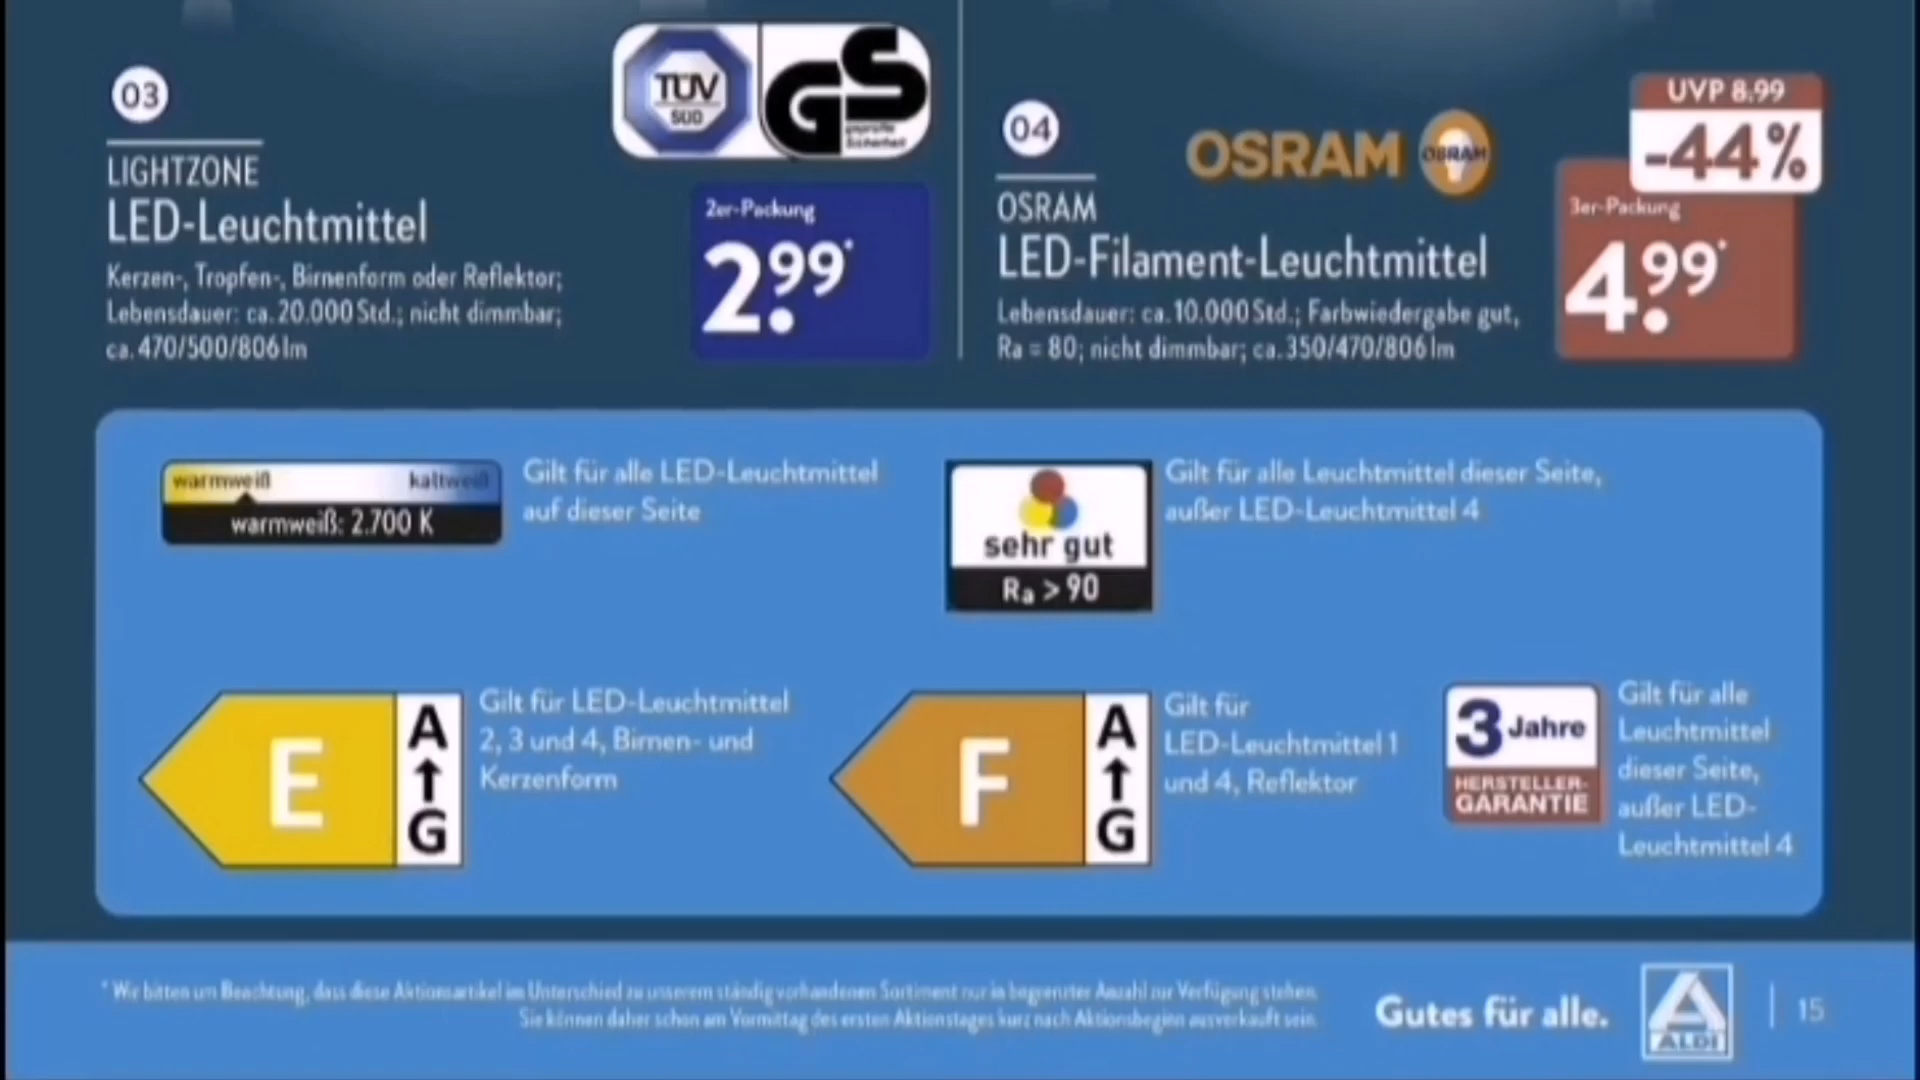 03
LIGHTZONE
LED-Leuchtmittel
Kerzen-, Tropfen-, Birnenform oder Reflektor;
Lebensdauer: ca. 20.000 Std.; nicht dimmbar;
ca. 470/500/806 lm
TÜV
SÜD
GS
geprüfte
Sicherheit
2er-Packung
2.99*
04
OSRAM
OSRAM
OSRAM
LED-Filament-Leuchtmittel
Lebensdauer: ca. 10.000 Std.; Farbwiedergabe gut,
Ra = 80; nicht dimmbar; ca. 350/470/806 lm
UVP 8.99
-44%
3er-Packung
4.99*
warmweiß kaltweiß
warmweiß: 2.700 K
Gilt für alle LED-Leuchtmittel
auf dieser Seite
sehr gut
Ra > 90
Gilt für alle Leuchtmittel dieser Seite,
außer LED-Leuchtmittel 4
E
A
G
Gilt für LED-Leuchtmittel
2, 3 und 4, Birnen- und
Kerzenform
F
A
G
Gilt für
LED-Leuchtmittel 1
und 4, Reflektor
3 Jahre
HERSTELLER-
GARANTIE
Gilt für alle
Leuchtmittel
dieser Seite,
außer LED-
Leuchtmittel 4
* Wir bitten um Beachtung, dass diese Aktionsartikel im Unterschied zu unserem ständig vorhandenen Sortiment nur in begrenzter Anzahl zur Verfügung stehen.
Sie können daher schon am Vormittag des ersten Aktionstages kurz nach Aktionsbeginn ausverkauft sein.
Gutes für alle.
ALDI
15